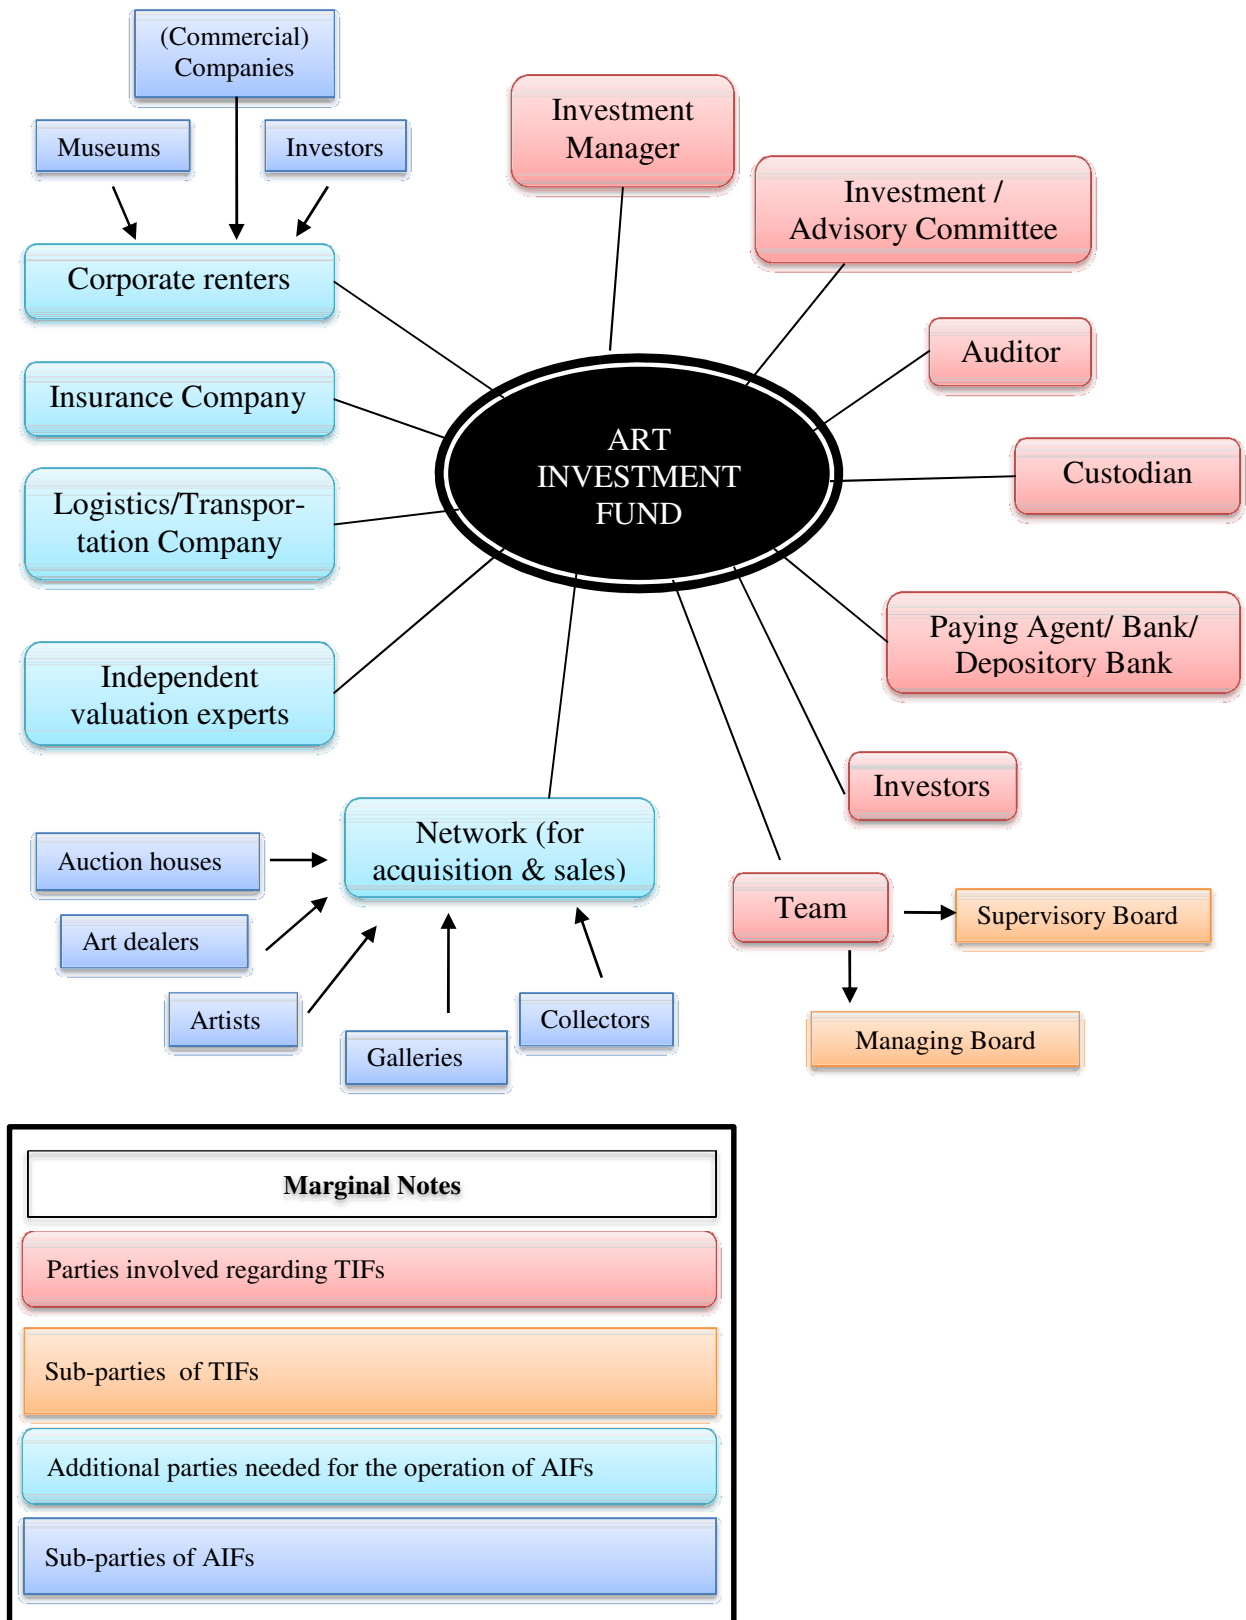 (Commercial)
Companies
Museums
Investors
Corporate renters
Insurance Company
Logistics/Transpor-
tation Company
Independent
valuation experts
Investment
Manager
Investment /
Advisory Committee
Auditor
Custodian
Paying Agent/ Bank/
Depository Bank
Investors
ART
INVESTMENT
FUND
Network (for
acquisition & sales)
Auction houses
Art dealers
Artists
Galleries
Collectors
Team
Supervisory Board
Managing Board
Marginal Notes
Parties involved regarding TIFs
Sub-parties of TIFs
Additional parties needed for the operation of AIFs
Sub-parties of AIFs